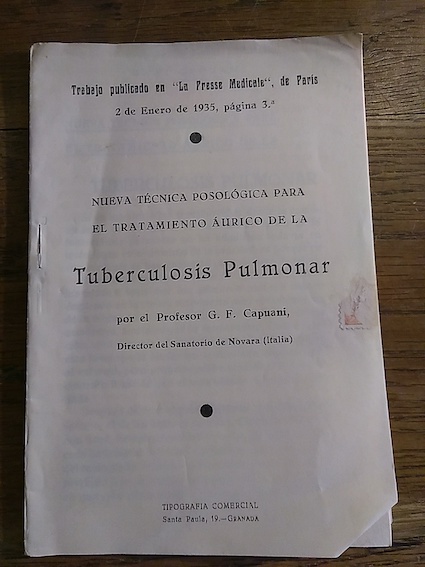 Trabajo publicado en "La Presse Medicale", de Paris
2 de Enero de 1935, página 3.ª
NUEVA TÉCNICA POSOLÓGICA PARA
EL TRATAMIENTO ÁURICO DE LA
Tuberculosis Pulmonar
por el Profesor G. F. Capuani,
Director del Sanatorio de Novara (Italia)
TIPOGRAFIA COMERCIAL
Santa Paula, 19.—GRANADA